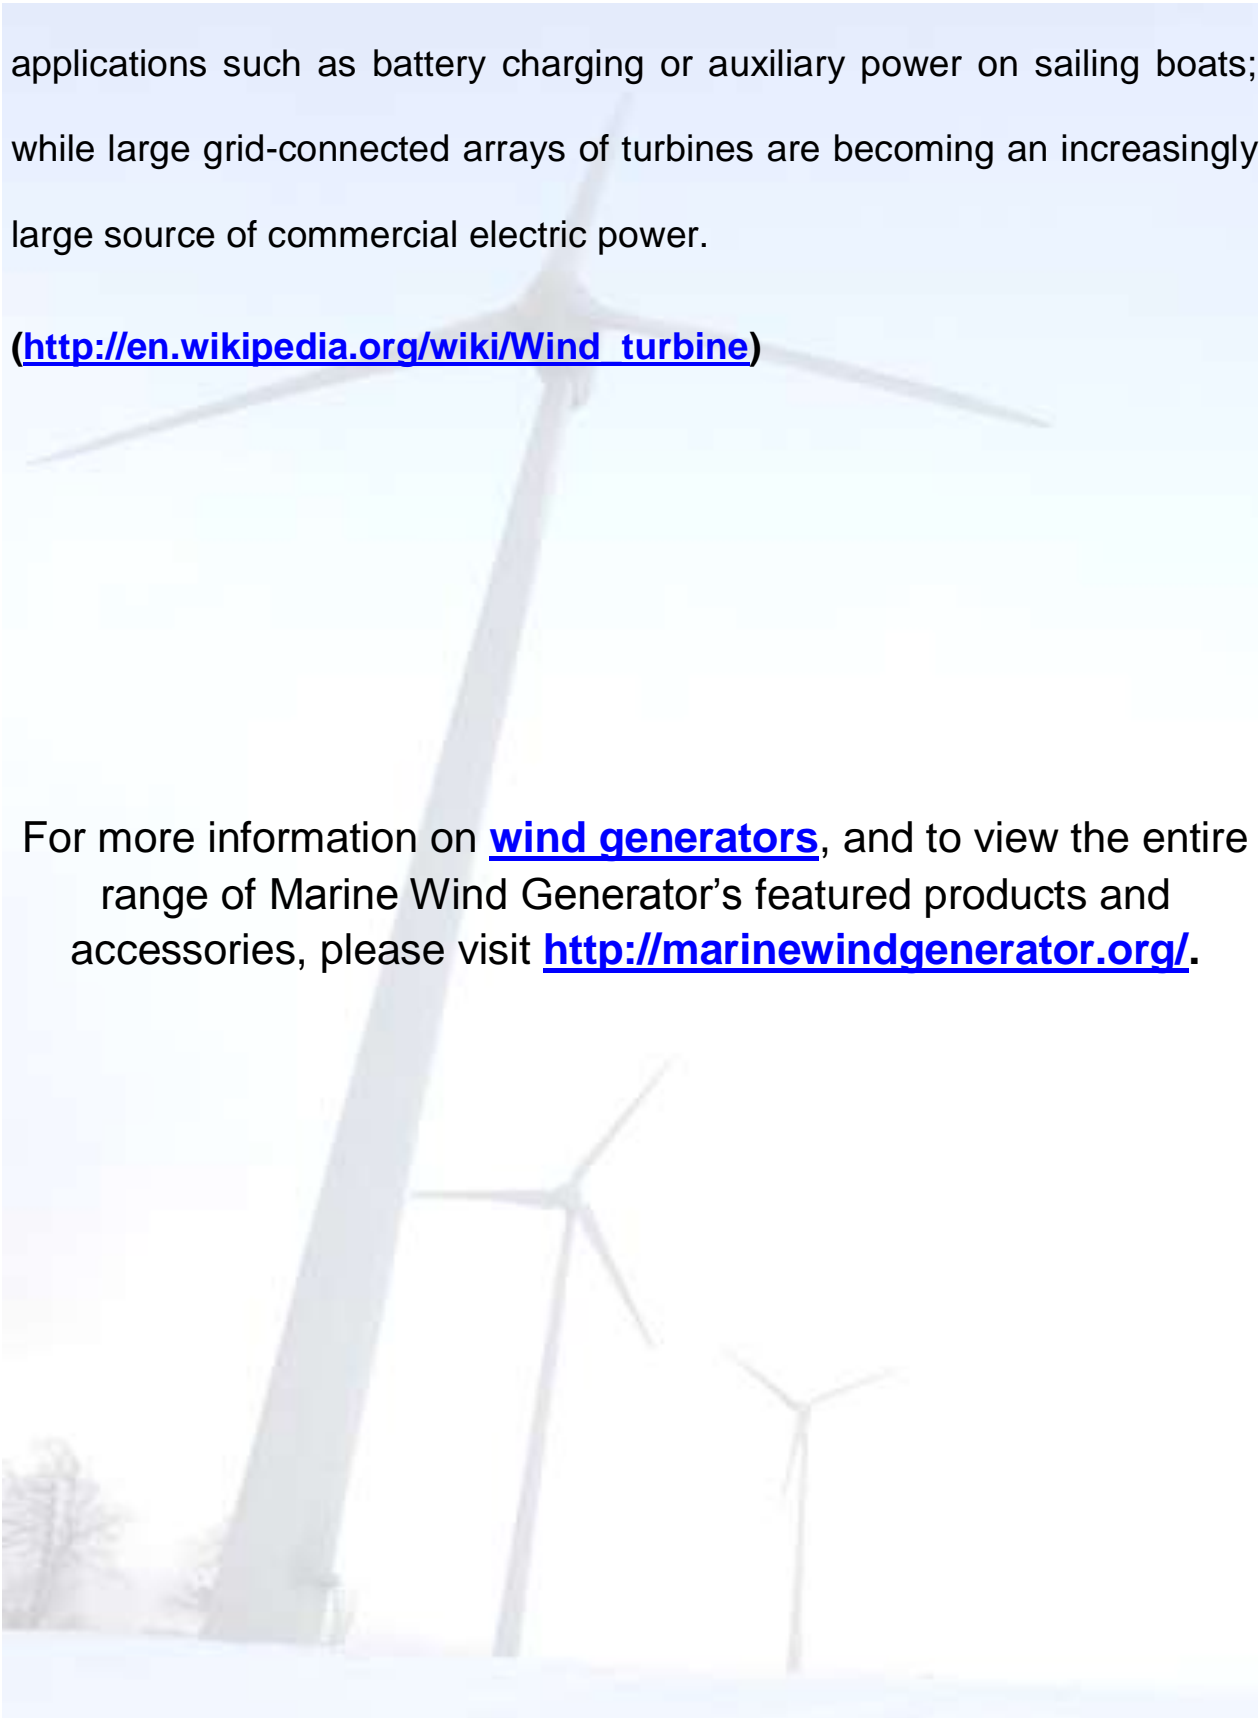 applications such as battery charging or auxiliary power on sailing boats;
while large grid-connected arrays of turbines are becoming an increasingly
large source of commercial electric power.
(http://en.wikipedia.org/wiki/Wind_turbine)
For more information on wind generators, and to view the entire
range of Marine Wind Generator’s featured products and
accessories, please visit http://marinewindgenerator.org/.